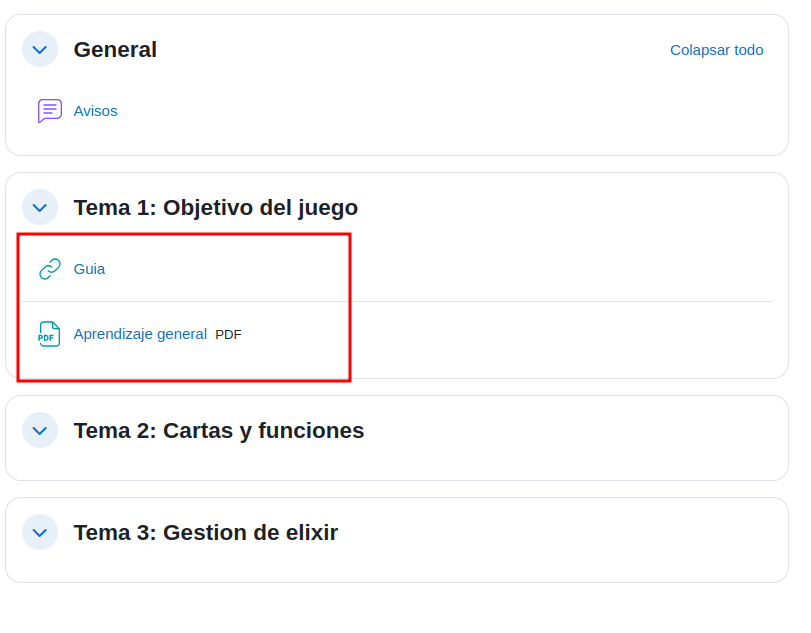 General
Colapsar todo
Avisos
Tema 1: Objetivo del juego
Guia
PDF
Aprendizaje general PDF
Tema 2: Cartas y funciones
Tema 3: Gestion de elixir